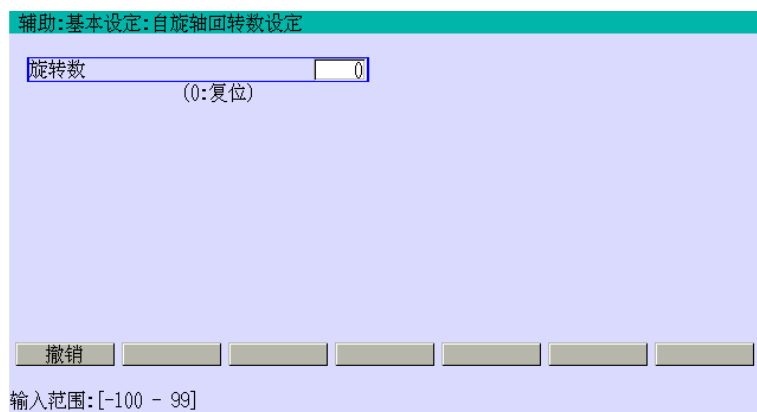 辅助:基本设定:自旋轴回转数设定
旋转数 0
(0:复位)
撤销
输入范围:[-100 - 99]